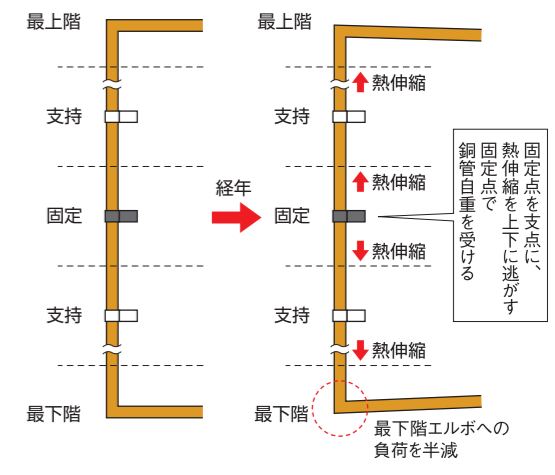 最上階
支持
固定
支持
最下階
経年
最上階
熱伸縮
支持
熱伸縮
固定
熱伸縮
支持
熱伸縮
最下階
固定点を支点に、
熱伸縮を上下に逃がす
固定点で
銅管自重を受ける
最下階エルボへの
負荷を半減